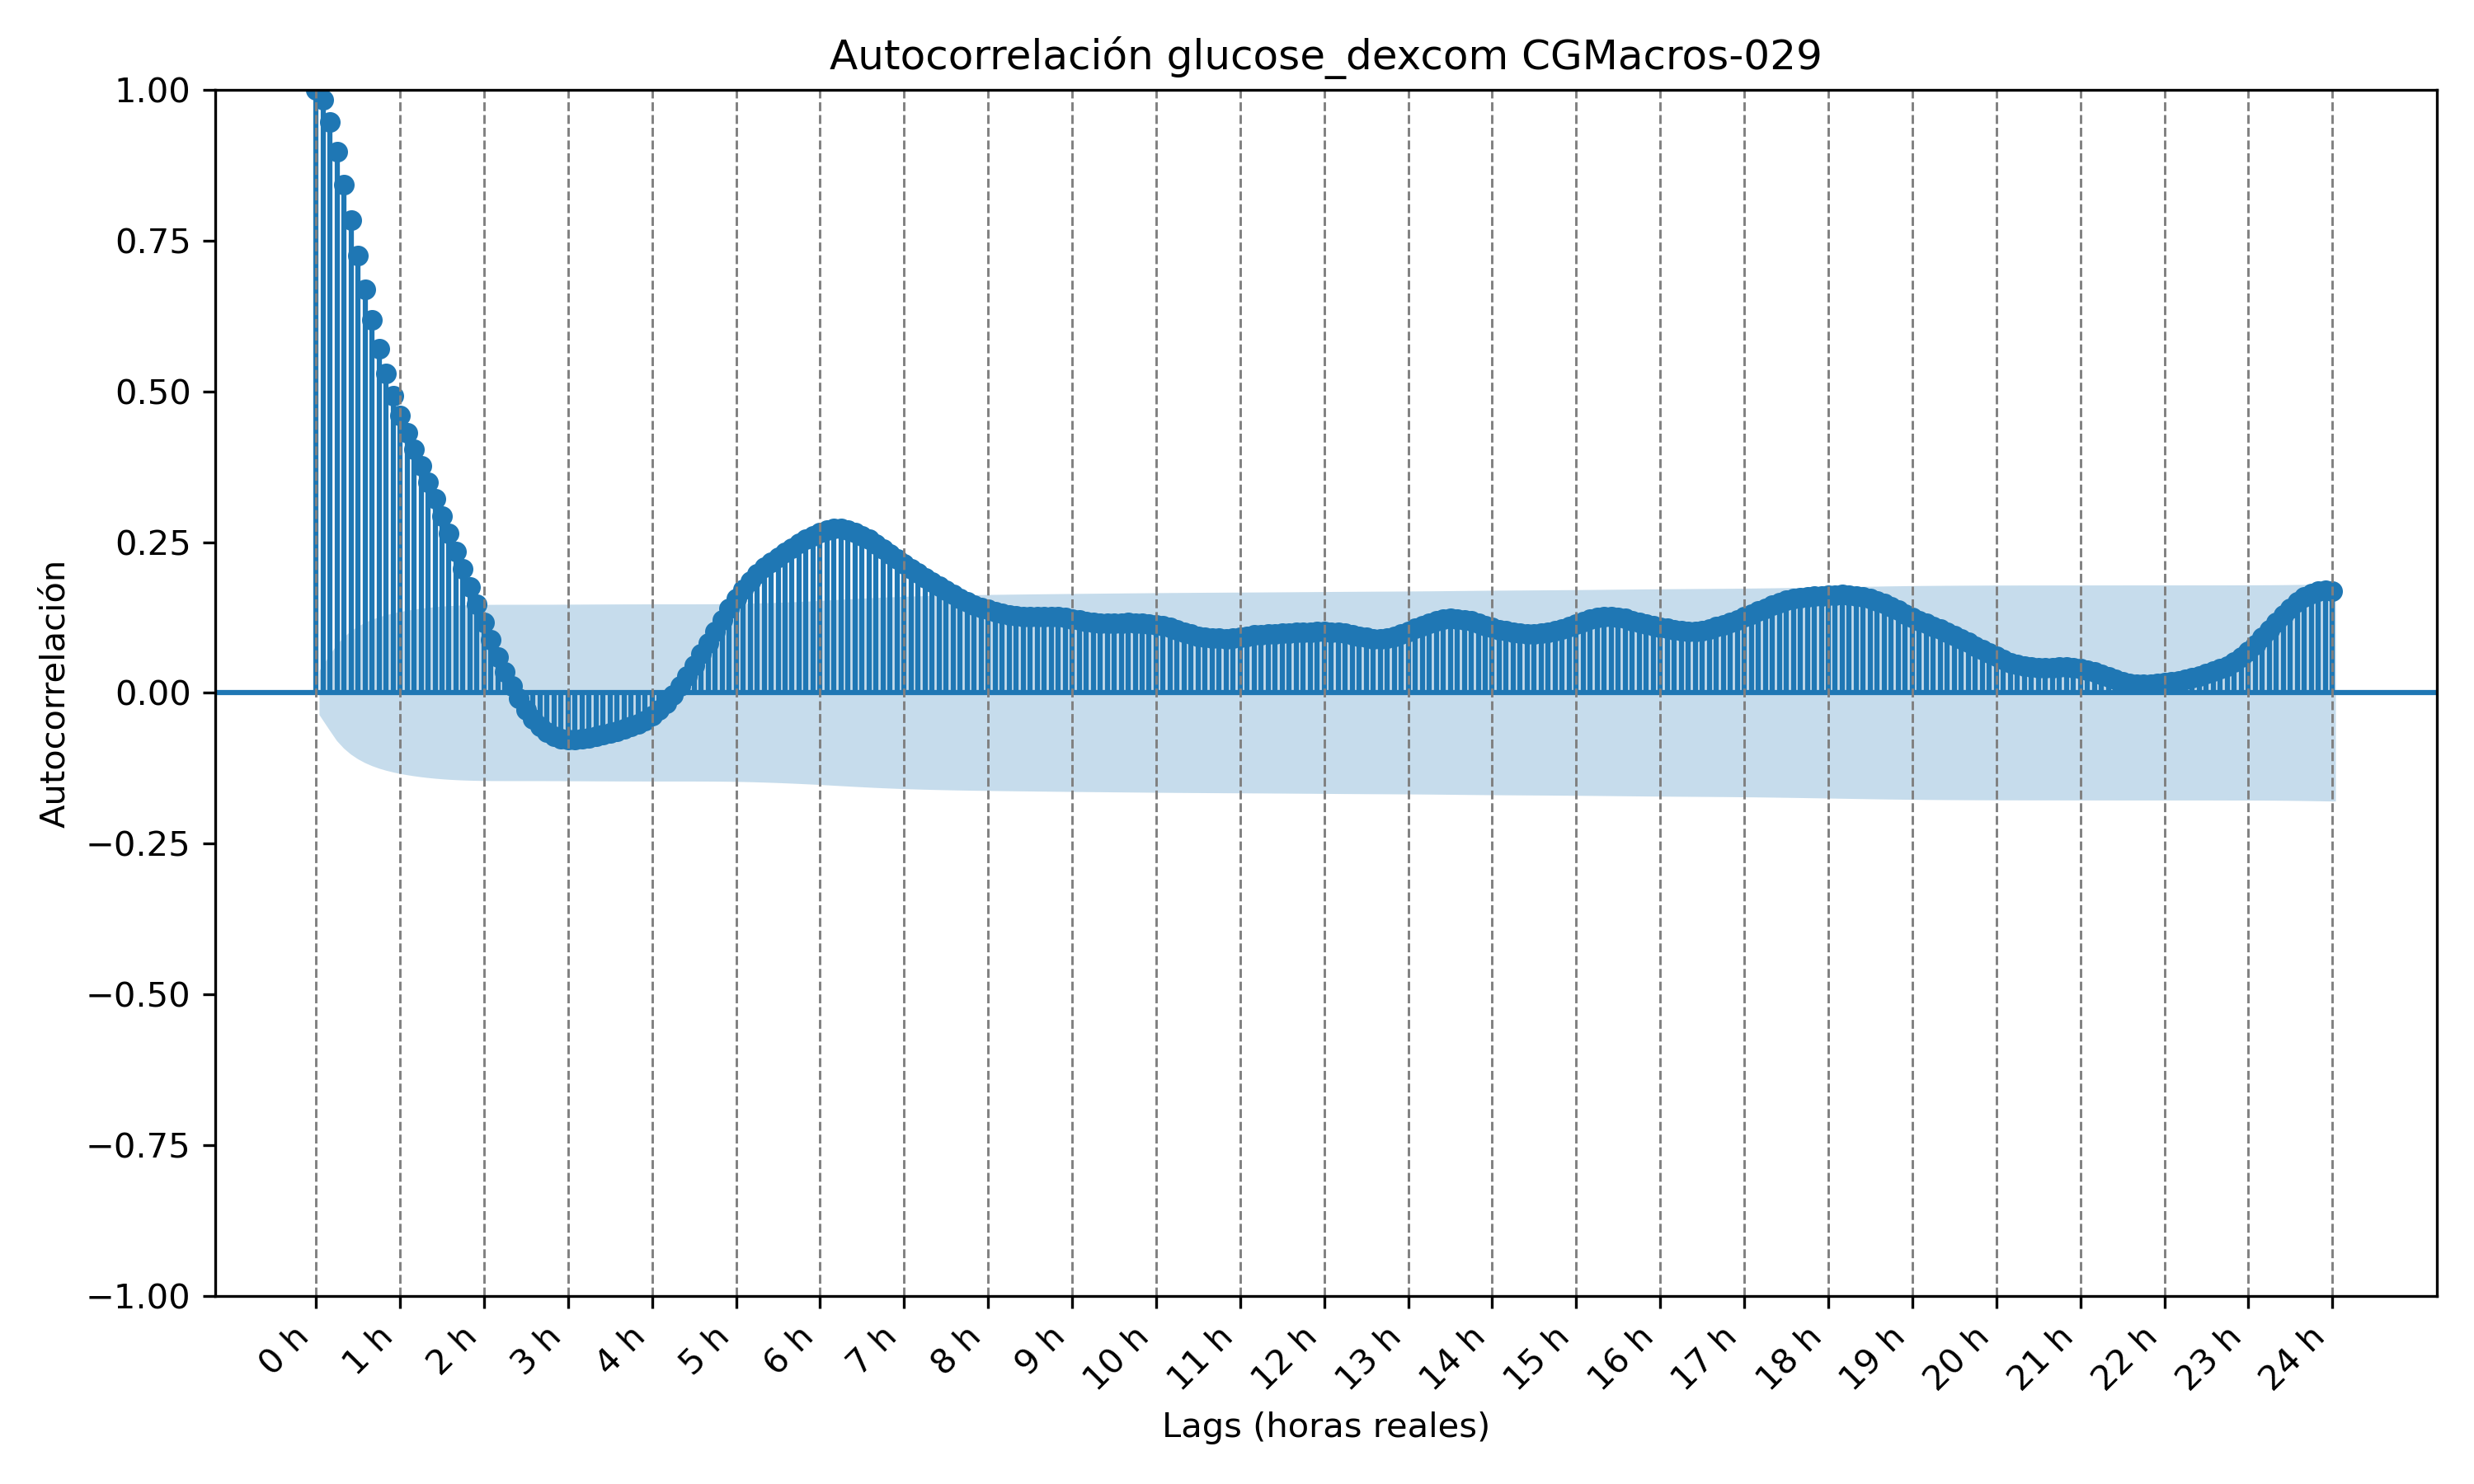 Autocorrelación glucose_dexcom CGMacros-029
1.00
0.75
0.50
0.25
0.00
−0.25
−0.50
−0.75
−1.00
Autocorrelación
0 h
1 h
2 h
3 h
4 h
5 h
6 h
7 h
8 h
9 h
10 h
11 h
12 h
13 h
14 h
15 h
16 h
17 h
18 h
19 h
20 h
21 h
22 h
23 h
24 h
Lags (horas reales)